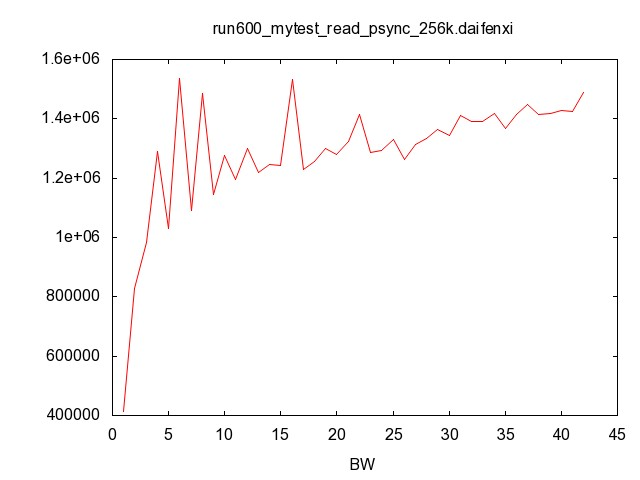 run600_mytest_read_psync_256k.daifenxi
1.6e+06
1.4e+06
1.2e+06
1e+06
800000
600000
400000
0 5 10 15 20 25 30 35 40 45
BW